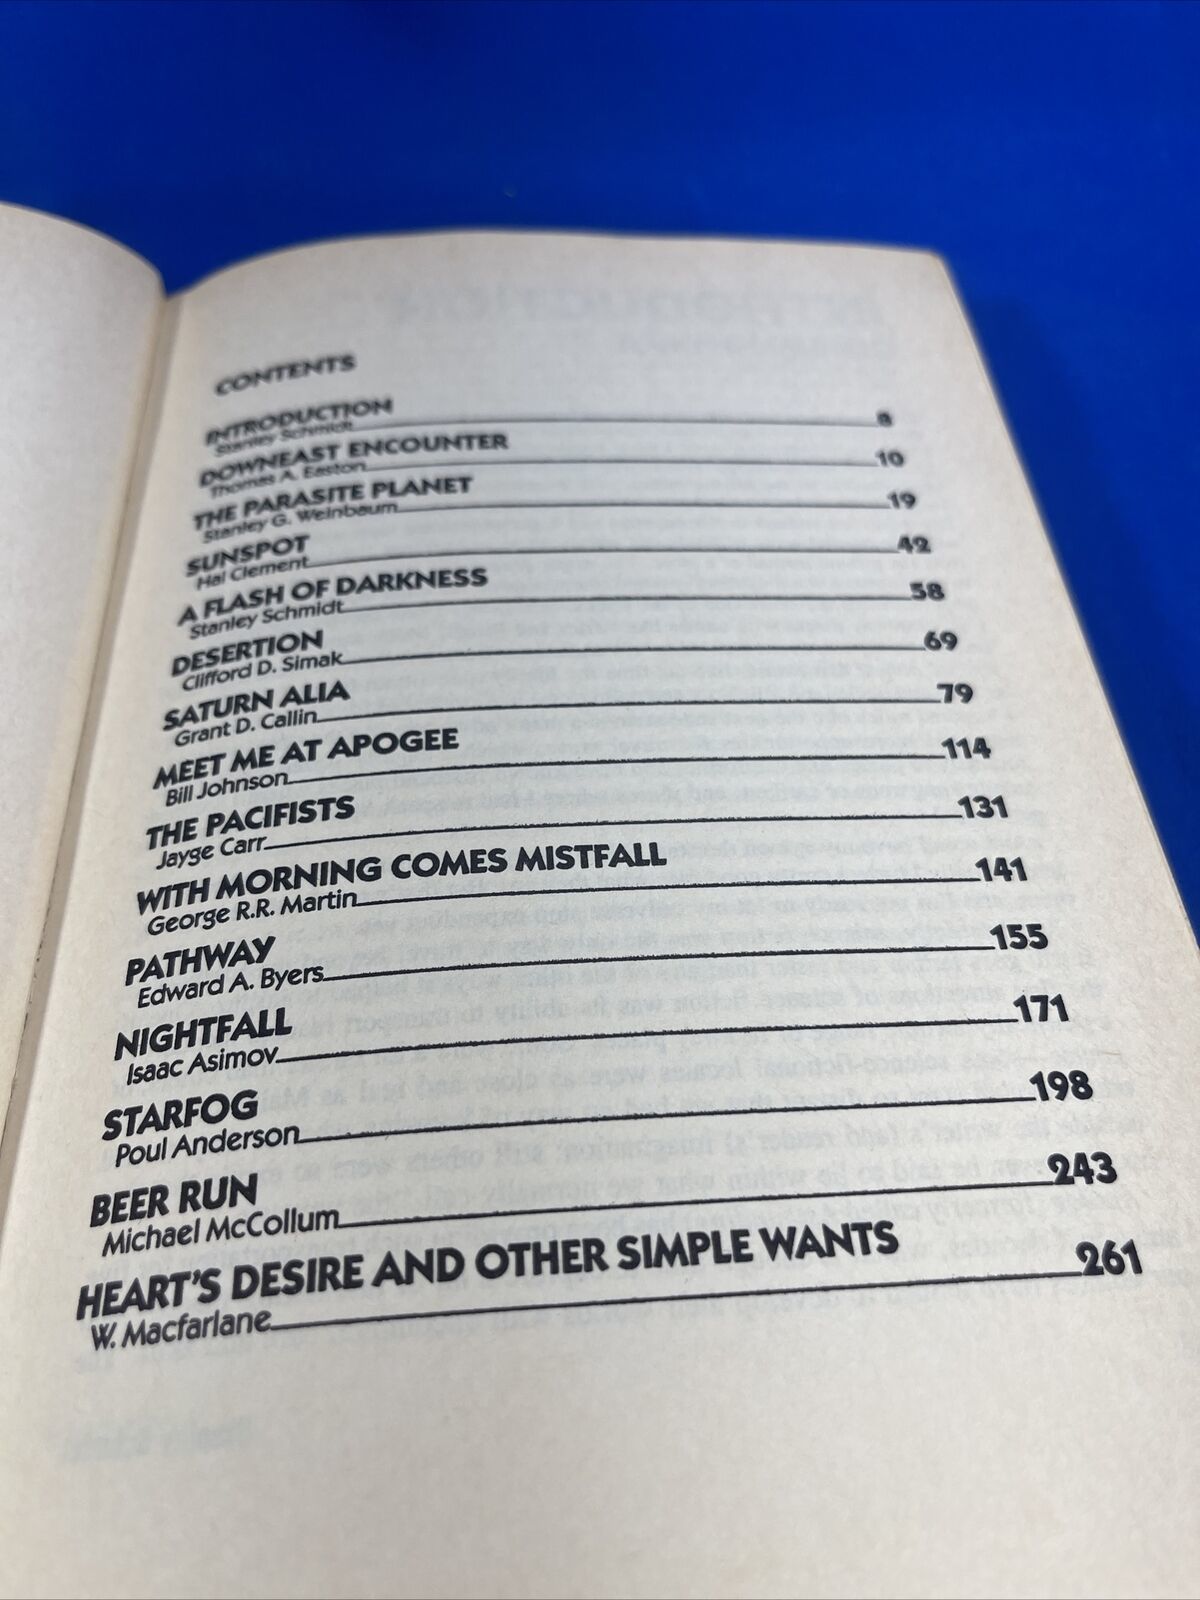 CONTENTS
INTRODUCTION
Stanley Schmidt 8
DOWNEAST ENCOUNTER
Thomas A. Easton 10
THE PARASITE PLANET
Stanley G. Weinbaum 19
SUNSPOT
Hal Clement 42
A FLASH OF DARKNESS
Stanley Schmidt 58
DESERTION
Clifford D. Simak 69
SATURN ALIA
Grant D. Callin 79
MEET ME AT APOGEE
Bill Johnson 114
THE PACIFISTS
Jayge Carr 131
WITH MORNING COMES MISTFALL
George R.R. Martin 141
PATHWAY
Edward A. Byers 155
NIGHTFALL
Isaac Asimov 171
STARFOG
Poul Anderson 198
BEER RUN
Michael McCollum 243
HEART'S DESIRE AND OTHER SIMPLE WANTS
W. Macfarlane 261